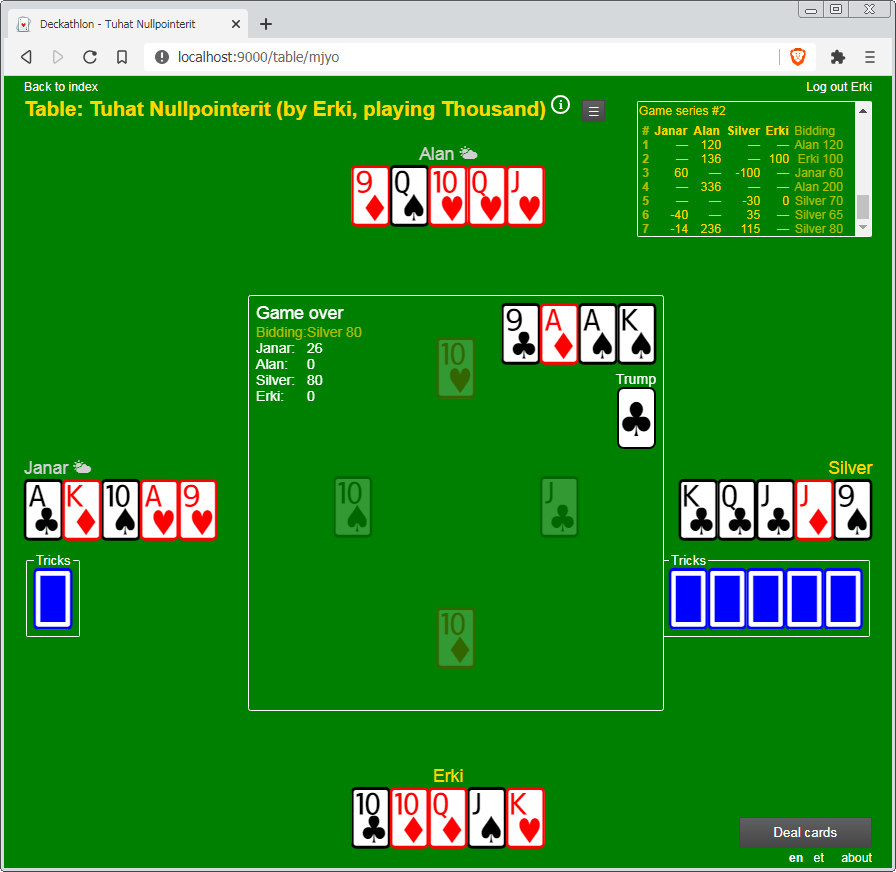 Deckathlon - Tuhat Nullpointerit
localhost:9000/table/mjyo
Back to index
Log out Erki
Table: Tuhat Nullpointerit (by Erki, playing Thousand)
Game series #2
# Janar Alan Silver Erki Bidding
1 — 120 — — Alan 120
2 — 136 — 100 Erki 100
3 60 — -100 — Janar 60
4 — 336 — — Alan 200
5 — — -30 0 Silver 70
6 -40 — 35 — Silver 65
7 -14 236 115 — Silver 80
Alan
9 Q 10 Q J
Game over
Bidding: Silver 80
Janar: 26
Alan: 0
Silver: 80
Erki: 0
9 A A K
Trump
10
10
J
10
Janar
A K 10 A 9
Tricks
Silver
K Q J J 9
Tricks
Erki
10 10 Q J K
Deal cards
en et about